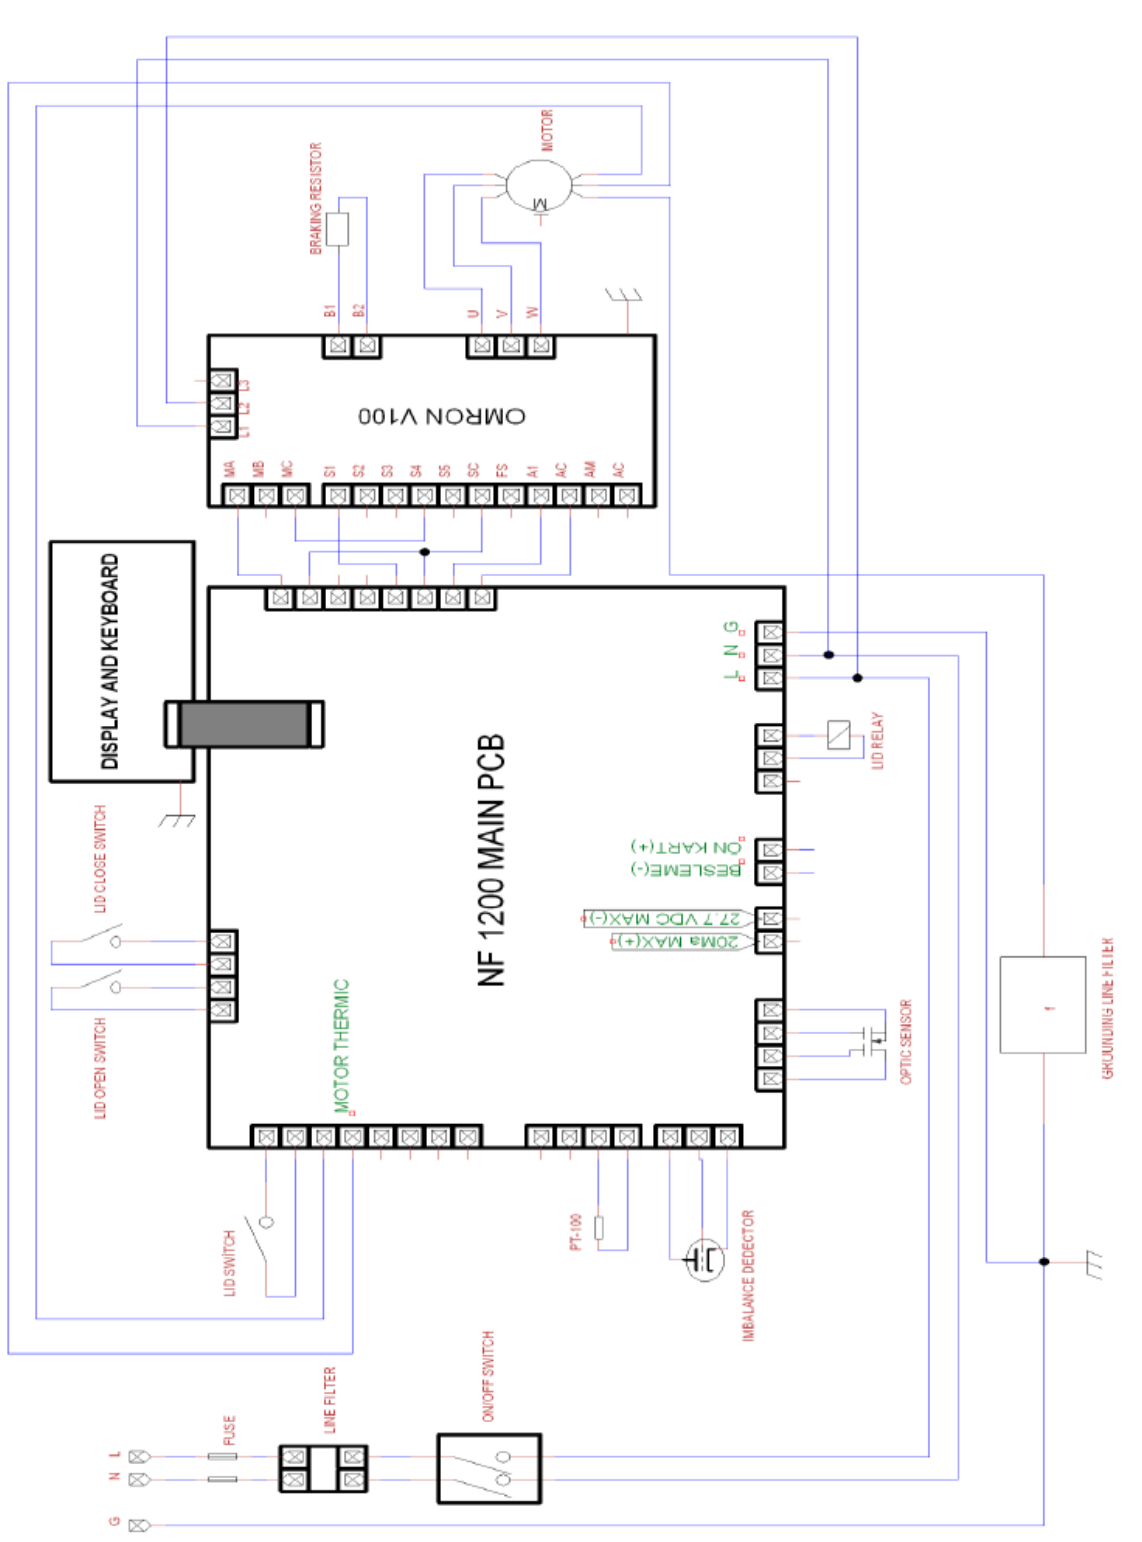 MOTOR
BRAKING RESISTOR
B1
B2
U
V
W
M
L3
L2
L1
OMRON V100
MA
MB
MC
S1
S2
S3
S4
S5
SC
FS
A1
AC
AM
AC
DISPLAY AND KEYBOARD
G
N
L
LID RELAY
NF 1200 MAIN PCB
LID CLOSE SWITCH
ON KART(+)
BESLEME(-)
27.7 VDC MAX(-)
20Ma MAX(+)
LID OPEN SWITCH
MOTOR THERMIC
OPTIC SENSOR
f
GROUNDING LINE FILTER
LID SWİTCH
PT-100
IMBALANCE DEDECTOR
ON/OFF SWITCH
LINE FILTER
FUSE
L
N
G